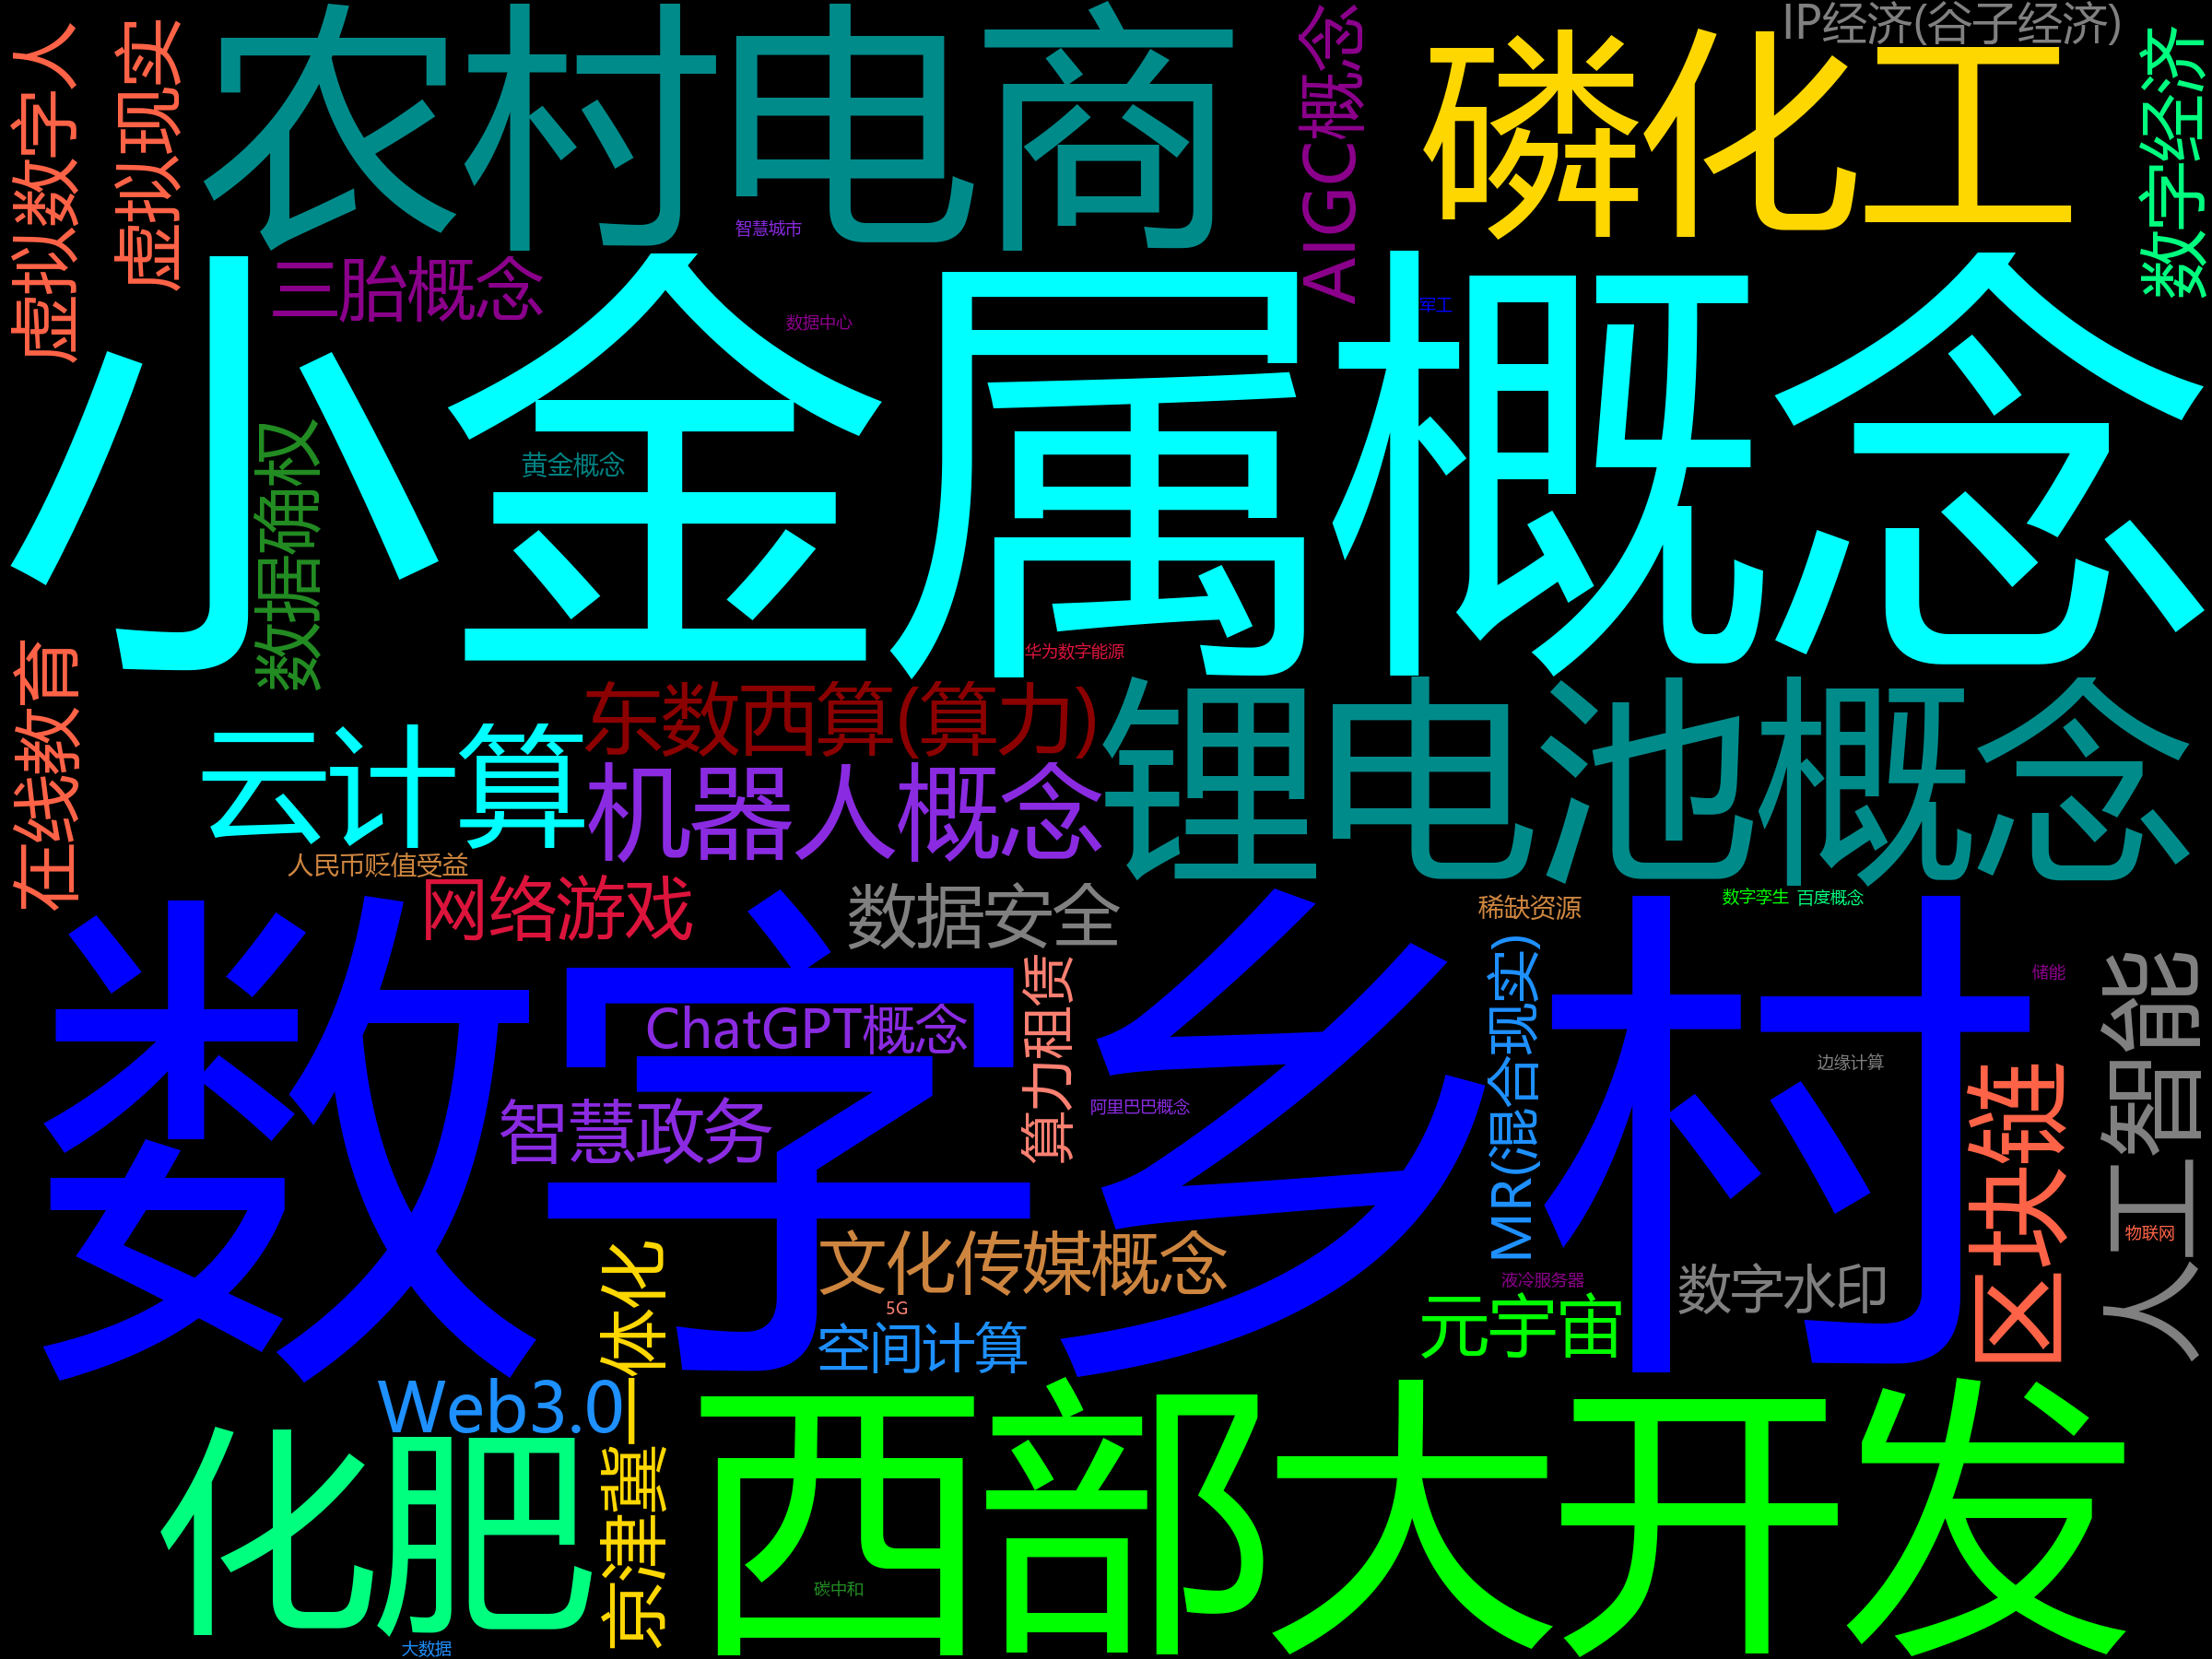 IP经济(谷子经济)
农村电商
磷化工
AIGC概念
虚拟数字人
虚拟现实
数字经济
智慧城市
三胎概念
数据中心
军工
小金属概念
黄金概念
数据确权
华为数字能源
在线教育
东数西算(算力)
锂电池概念
云计算
机器人概念
人民币贬值受益
网络游戏
数据安全
稀缺资源
数字孪生
百度概念
数字乡村
储能
ChatGPT概念
算力租赁
MR(混合现实)
边缘计算
人工智能
智慧政务
阿里巴巴概念
区块链
物联网
文化传媒概念
液冷服务器
数字水印
5G
元宇宙
空间计算
京津冀一体化
Web3.0
化肥
西部大开发
碳中和
大数据